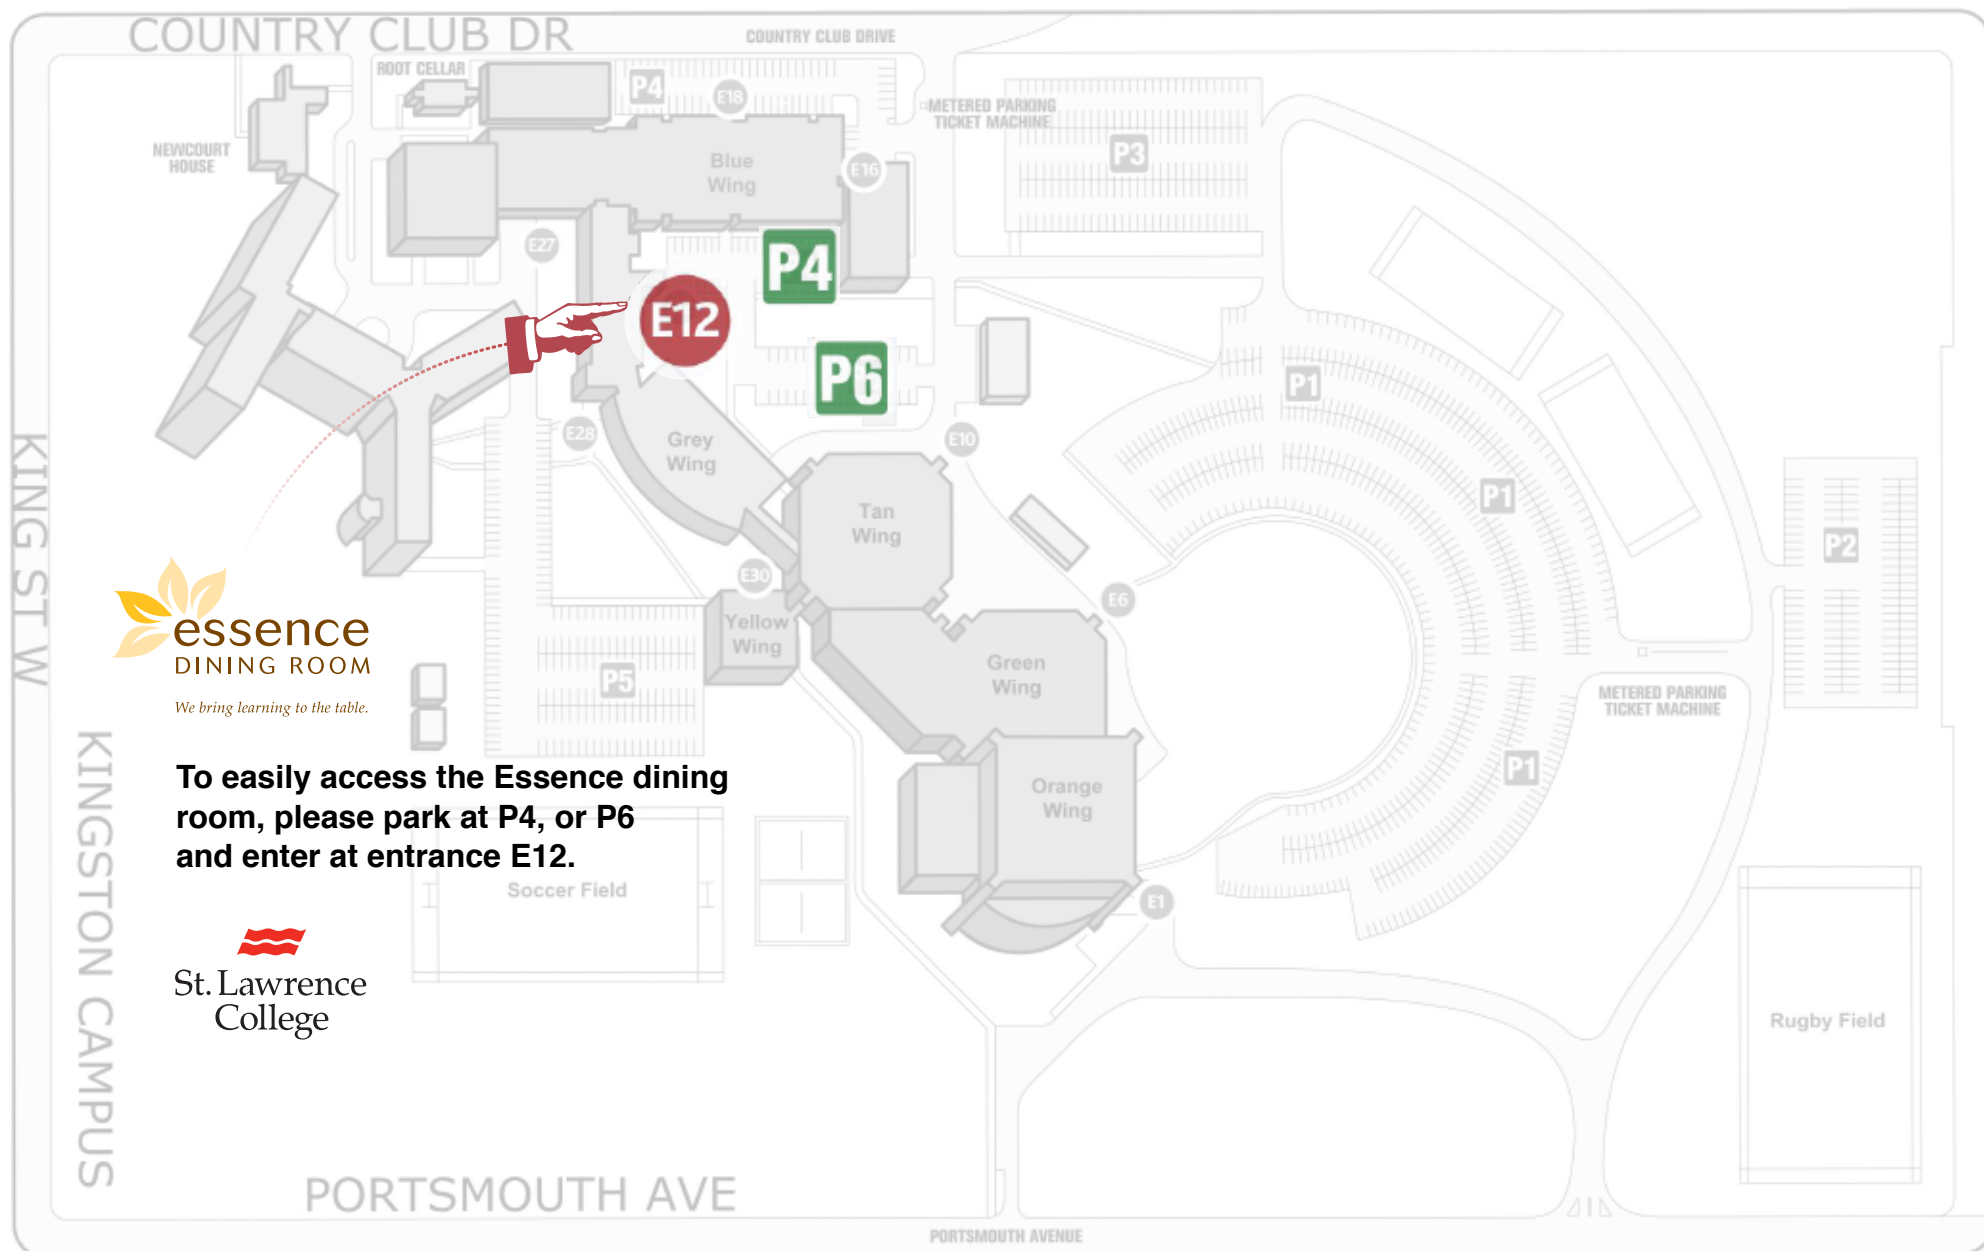 COUNTRY CLUB DR
COUNTRY CLUB DRIVE
ROOT CELLAR
P4
E18
METERED PARKING
TICKET MACHINE
P3
NEWCOURT
HOUSE
Blue
Wing
E16
E27
P4
E12
P6
P1
Grey
Wing
E28
E10
KING ST W
P1
Tan
Wing
P2
E30
E6
essence
DINING ROOM
We bring learning to the table.
Yellow
Wing
Green
Wing
P5
METERED PARKING
TICKET MACHINE
KINGSTON CAMPUS
P1
Orange
Wing
To easily access the Essence dining
room, please park at P4, or P6
and enter at entrance E12.
Soccer Field
E1
St. Lawrence
College
Rugby Field
PORTSMOUTH AVE
PORTSMOUTH AVENUE